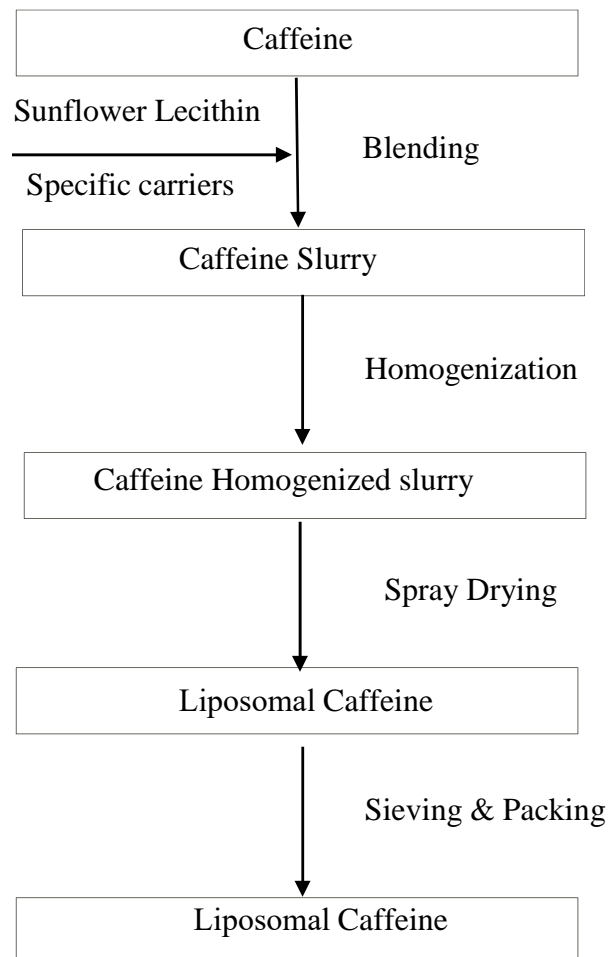 Caffeine
Sunflower Lecithin
Blending
Specific carriers
Caffeine Slurry
Homogenization
Caffeine Homogenized slurry
Spray Drying
Liposomal Caffeine
Sieving & Packing
Liposomal Caffeine